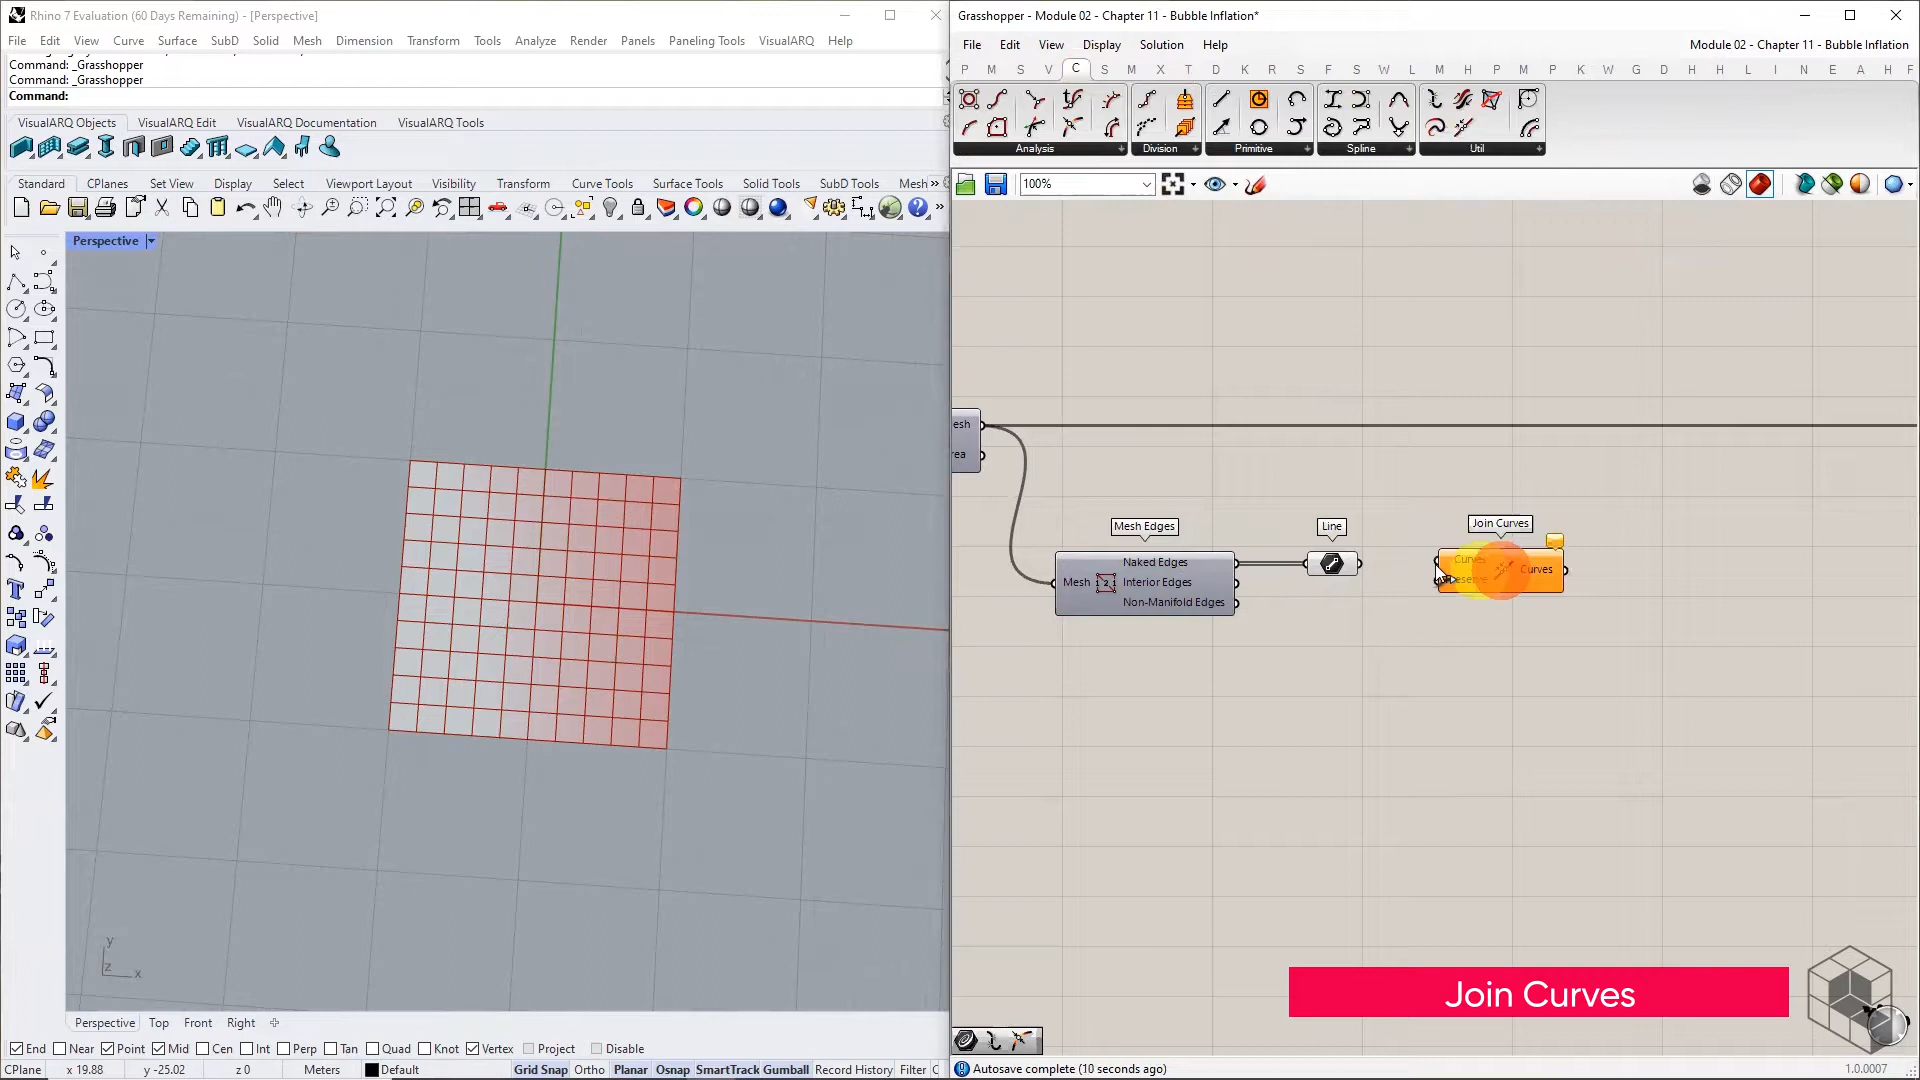 Rhino 7 Evaluation (60 Days Remaining) - [Perspective]
File Edit View Curve Surface SubD Solid Mesh Dimension Transform Tools Analyze Render Panels Paneling Tools VisualARQ Help
Command: _Grasshopper
Command: _Grasshopper
Command:
VisualARQ Objects VisualARQ Edit VisualARQ Documentation VisualARQ Tools
Standard CPlanes Set View Display Select Viewport Layout Visibility Transform Curve Tools Surface Tools Solid Tools SubD Tools Mesh »
Perspective
y
z x
Perspective Top Front Right
End Near Point Mid Cen Int Perp Tan Quad Knot Vertex Project Disable
CPlane x 19.88 y -25.02 z 0 Meters Default Grid Snap Ortho Planar Osnap SmartTrack Gumball Record History Filter C
Grasshopper - Module 02 - Chapter 11 - Bubble Inflation*
File Edit View Display Solution Help
Module 02 - Chapter 11 - Bubble Inflation
P M S V C S M X T D K R S F S W L M H P M P K W G D H H L I N E A H F
Analysis Division Primitive Spline Util
100%
esh
rea
Mesh Edges
Mesh
Naked Edges
Interior Edges
Non-Manifold Edges
Line
Join Curves
Curves
Curves
Join Curves
Autosave complete (10 seconds ago)
1.0.0007